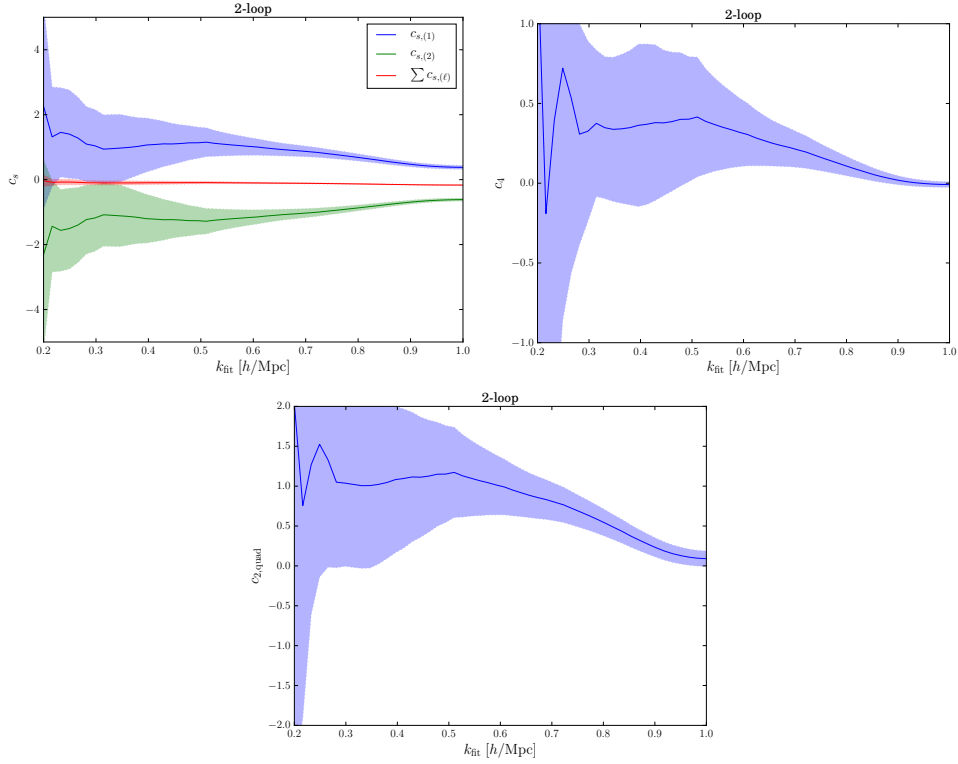 2-loop
c_{s,(1)}
c_{s,(2)}
∑ c_{s,(ℓ)}
4
2
0
−2
−4
c_s
0.2 0.3 0.4 0.5 0.6 0.7 0.8 0.9 1.0
k_fit [h/Mpc]
2-loop
1.0
0.5
0.0
−0.5
−1.0
c_4
0.2 0.3 0.4 0.5 0.6 0.7 0.8 0.9 1.0
k_fit [h/Mpc]
2-loop
2.0
1.5
1.0
0.5
0.0
−0.5
−1.0
−1.5
−2.0
c_{2,quad}
0.2 0.3 0.4 0.5 0.6 0.7 0.8 0.9 1.0
k_fit [h/Mpc]